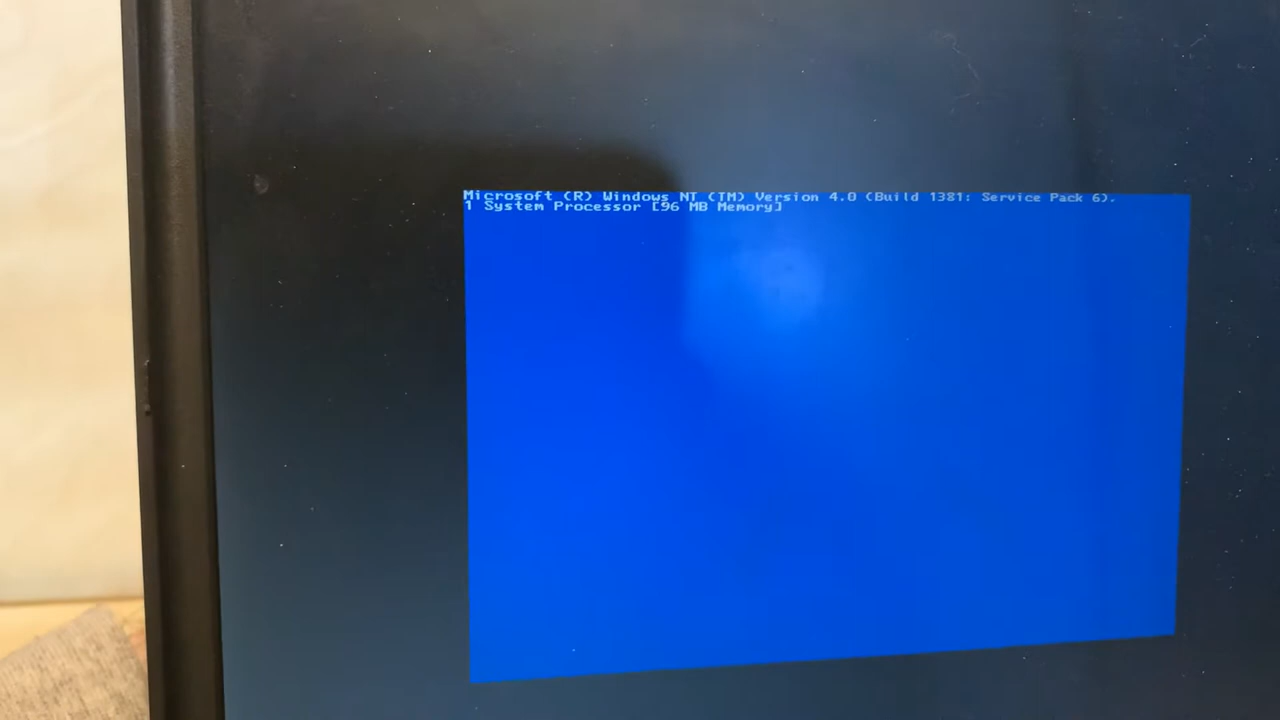 Microsoft (R) Windows NT (TM) Version 4.0 (Build 1381: Service Pack 6).
1 System Processor [96 MB Memory]